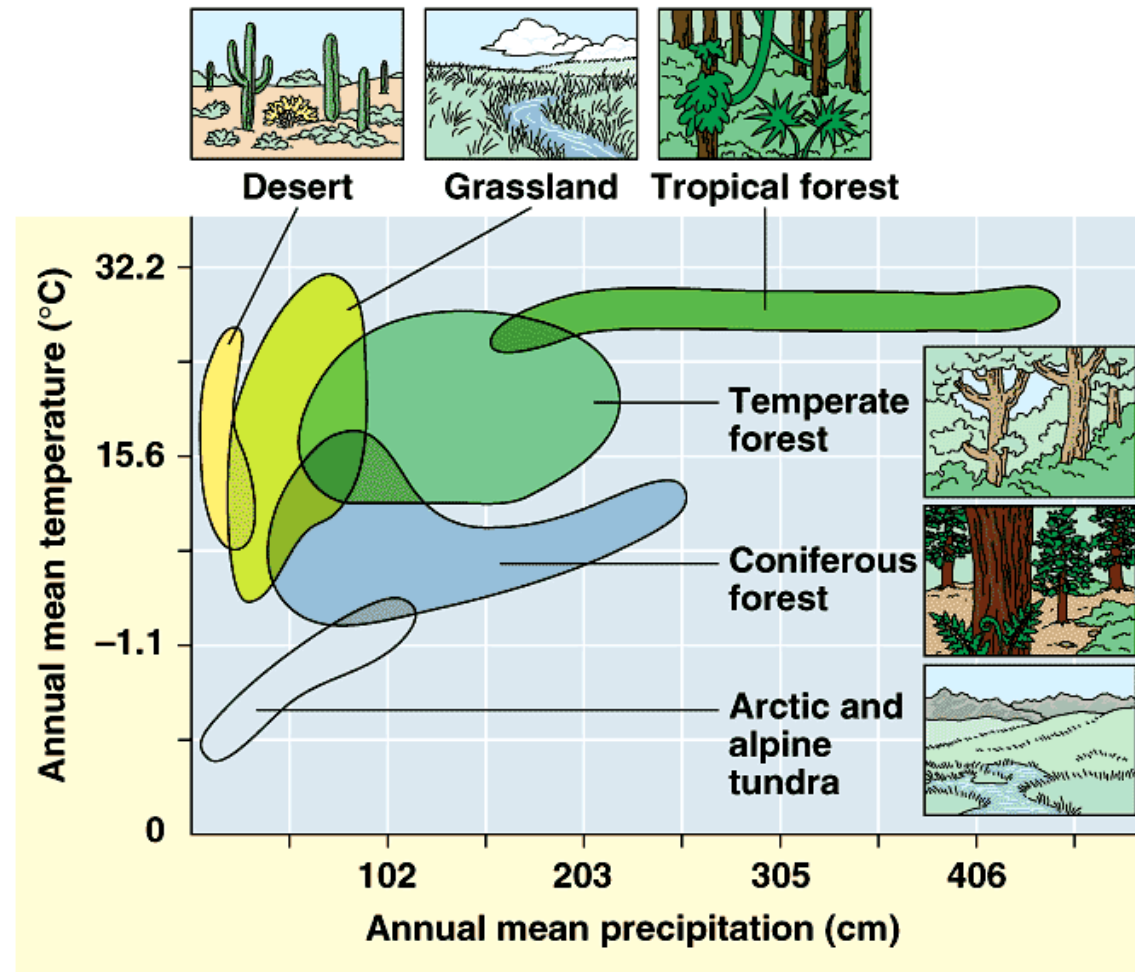 Desert
Grassland
Tropical forest
Annual mean temperature (°C)
32.2
15.6
–1.1
0
Temperate
forest
Coniferous
forest
Arctic and
alpine
tundra
102
203
305
406
Annual mean precipitation (cm)